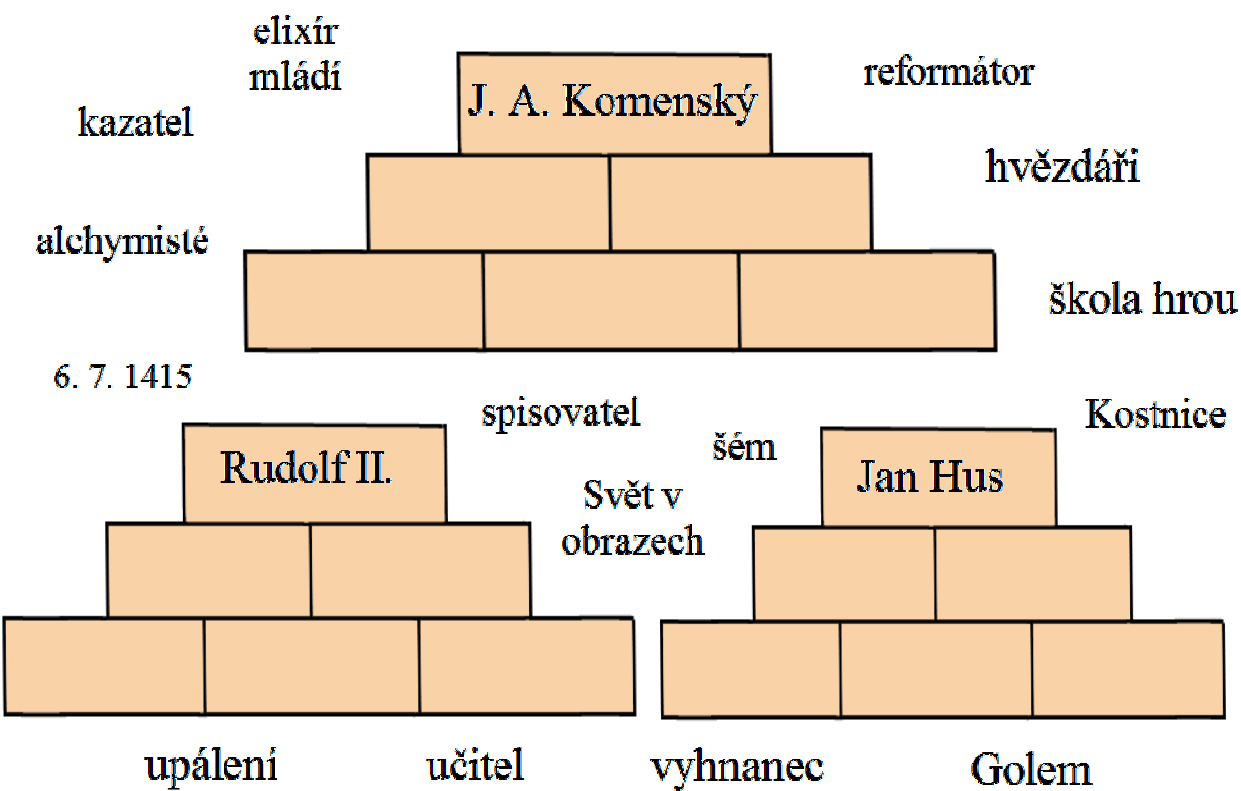 elixír
mládí
reformátor
J. A. Komenský
kazatel
hvězdáři
alchymisté
škola hrou
6. 7. 1415
spisovatel
Kostnice
šém
Rudolf II.
Jan Hus
Svět v
obrazech
upálení
učitel
vyhnanec
Golem